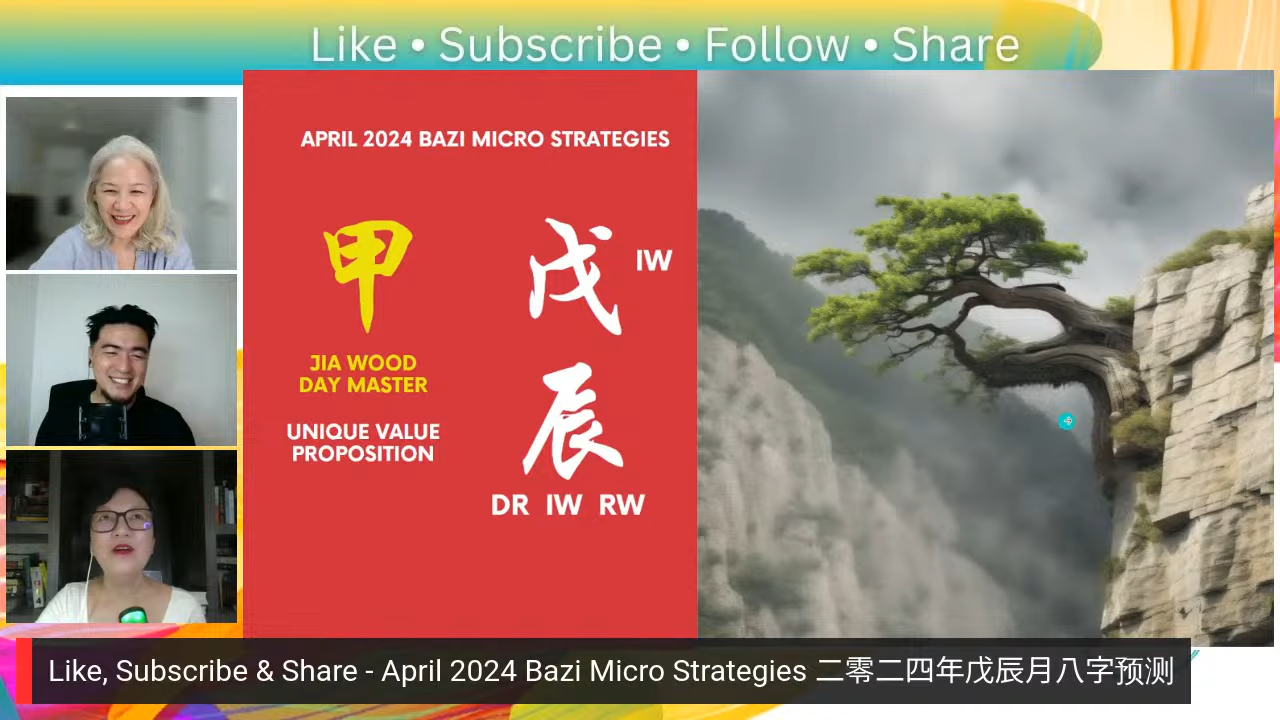 Like • Subscribe • Follow • Share
APRIL 2024 BAZI MICRO STRATEGIES
甲
JIA WOOD
DAY MASTER
UNIQUE VALUE
PROPOSITION
戊 IW
辰
DR IW RW
Like, Subscribe & Share - April 2024 Bazi Micro Strategies 二零二四年戊辰月八字预测